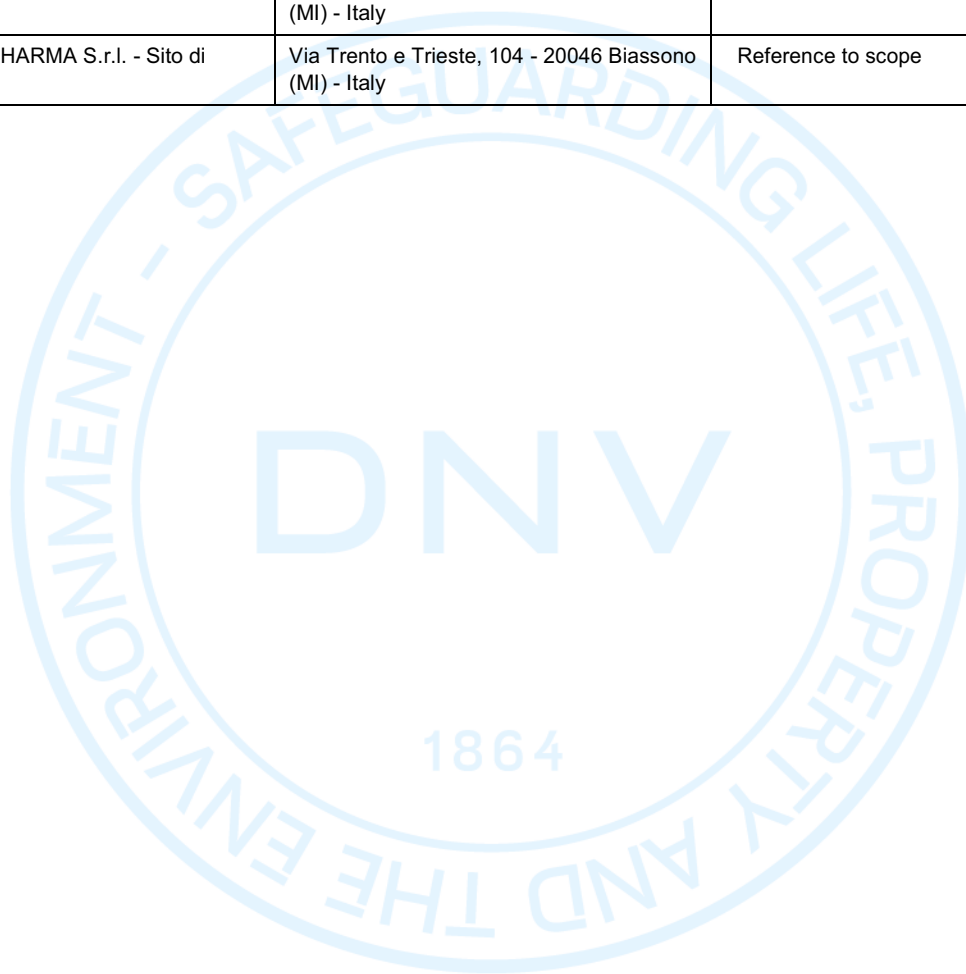 (MI) - Italy
HARMA S.r.l. - Sito di
Via Trento e Trieste, 104 - 20046 Biassono
(MI) - Italy
Reference to scope
SAFEGUARDING LIFE, PROPERTY AND THE ENVIRONMENT -
DNV
1864